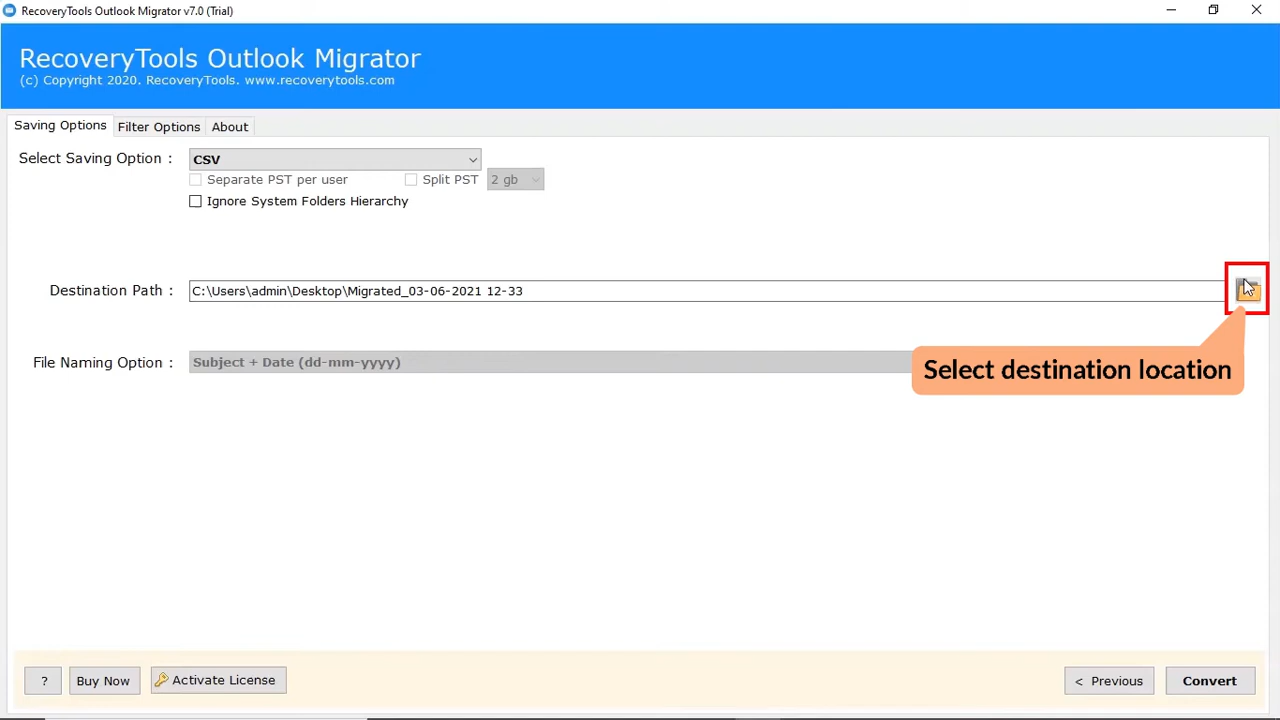 RecoveryTools Outlook Migrator v7.0 (Trial)
RecoveryTools Outlook Migrator
(c) Copyright 2020. RecoveryTools. www.recoverytools.com
Saving Options Filter Options About
Select Saving Option : CSV
Separate PST per user Split PST 2 gb
Ignore System Folders Hierarchy
Destination Path : C:\Users\admin\Desktop\Migrated_03-06-2021 12-33
File Naming Option : Subject + Date (dd-mm-yyyy)
Select destination location
? Buy Now Activate License < Previous Convert